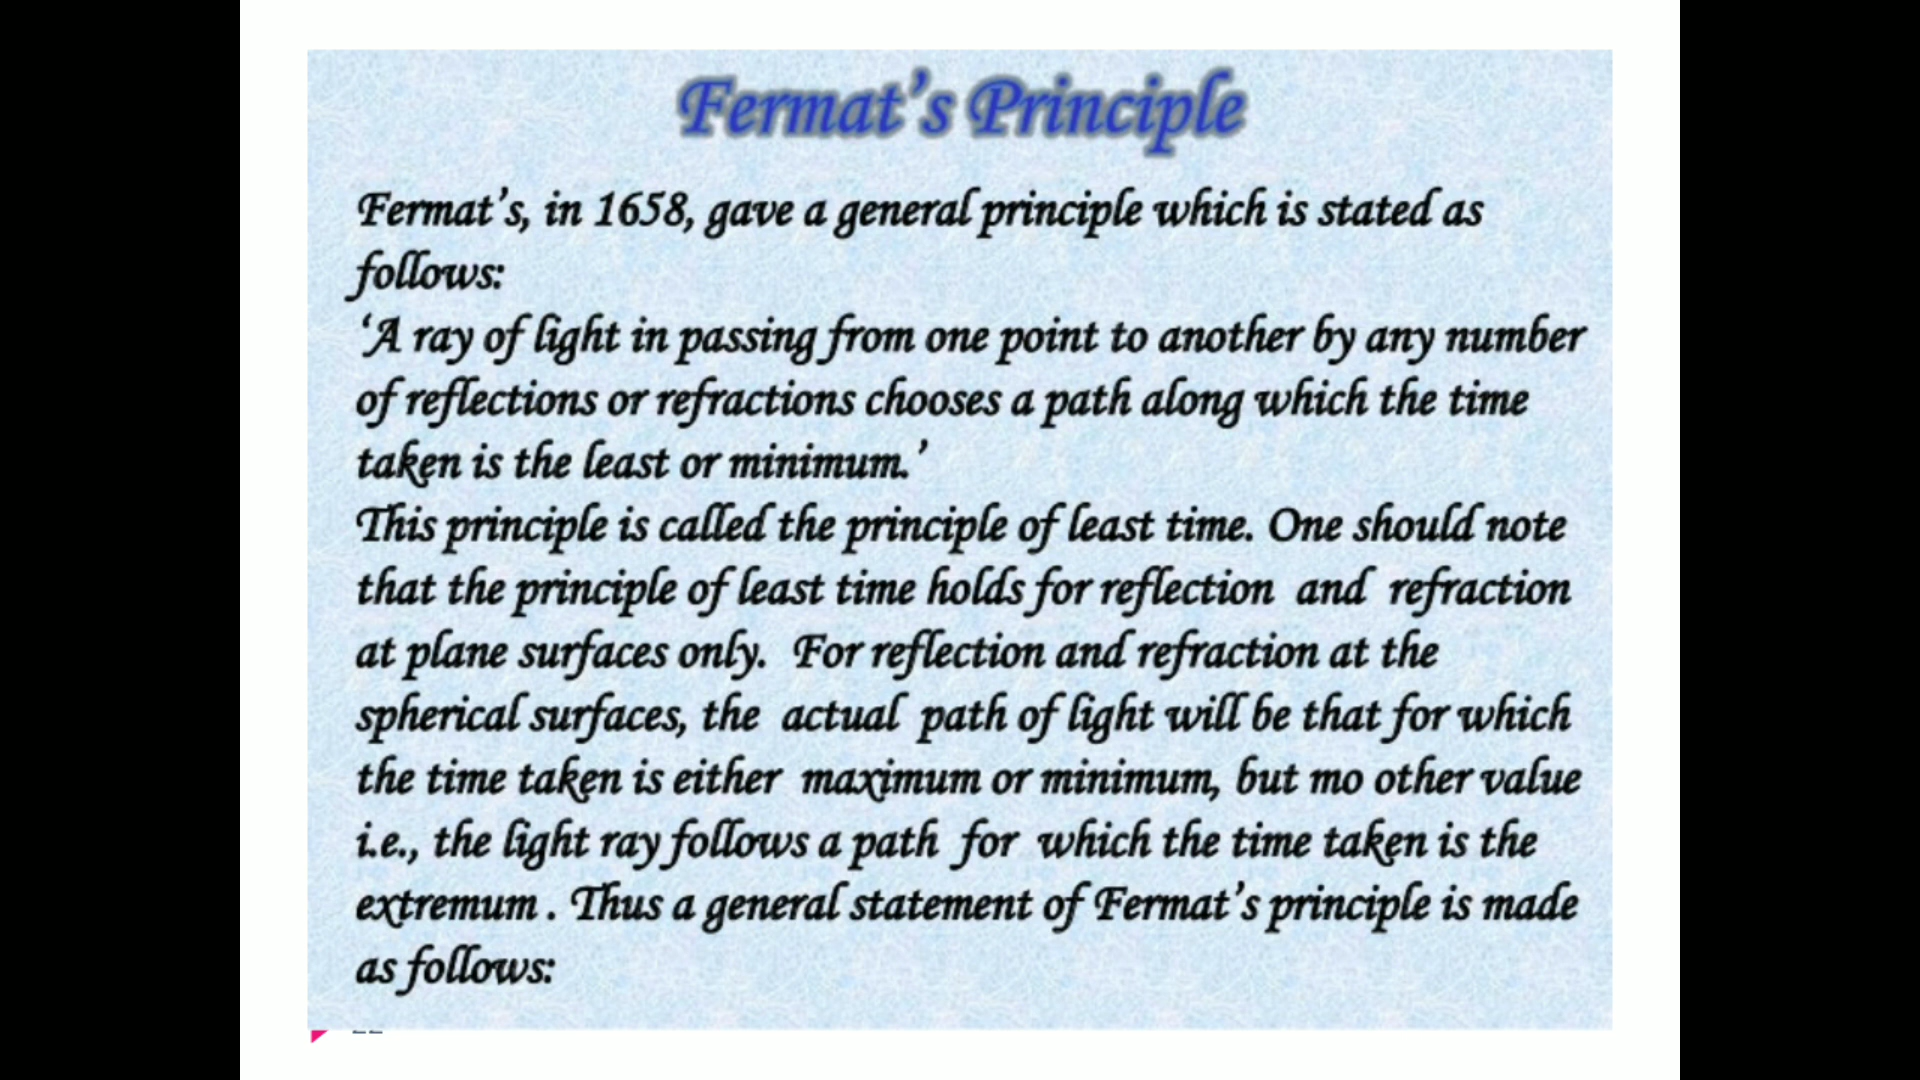 Fermat's Principle
Fermat's, in 1658, gave a general principle which is stated as
follows:
‘A ray of light in passing from one point to another by any number
of reflections or refractions chooses a path along which the time
taken is the least or minimum.’
This principle is called the principle of least time. One should note
that the principle of least time holds for reflection and refraction
at plane surfaces only. For reflection and refraction at the
spherical surfaces, the actual path of light will be that for which
the time taken is either maximum or minimum, but mo other value
i.e., the light ray follows a path for which the time taken is the
extremum . Thus a general statement of Fermat's principle is made
as follows: